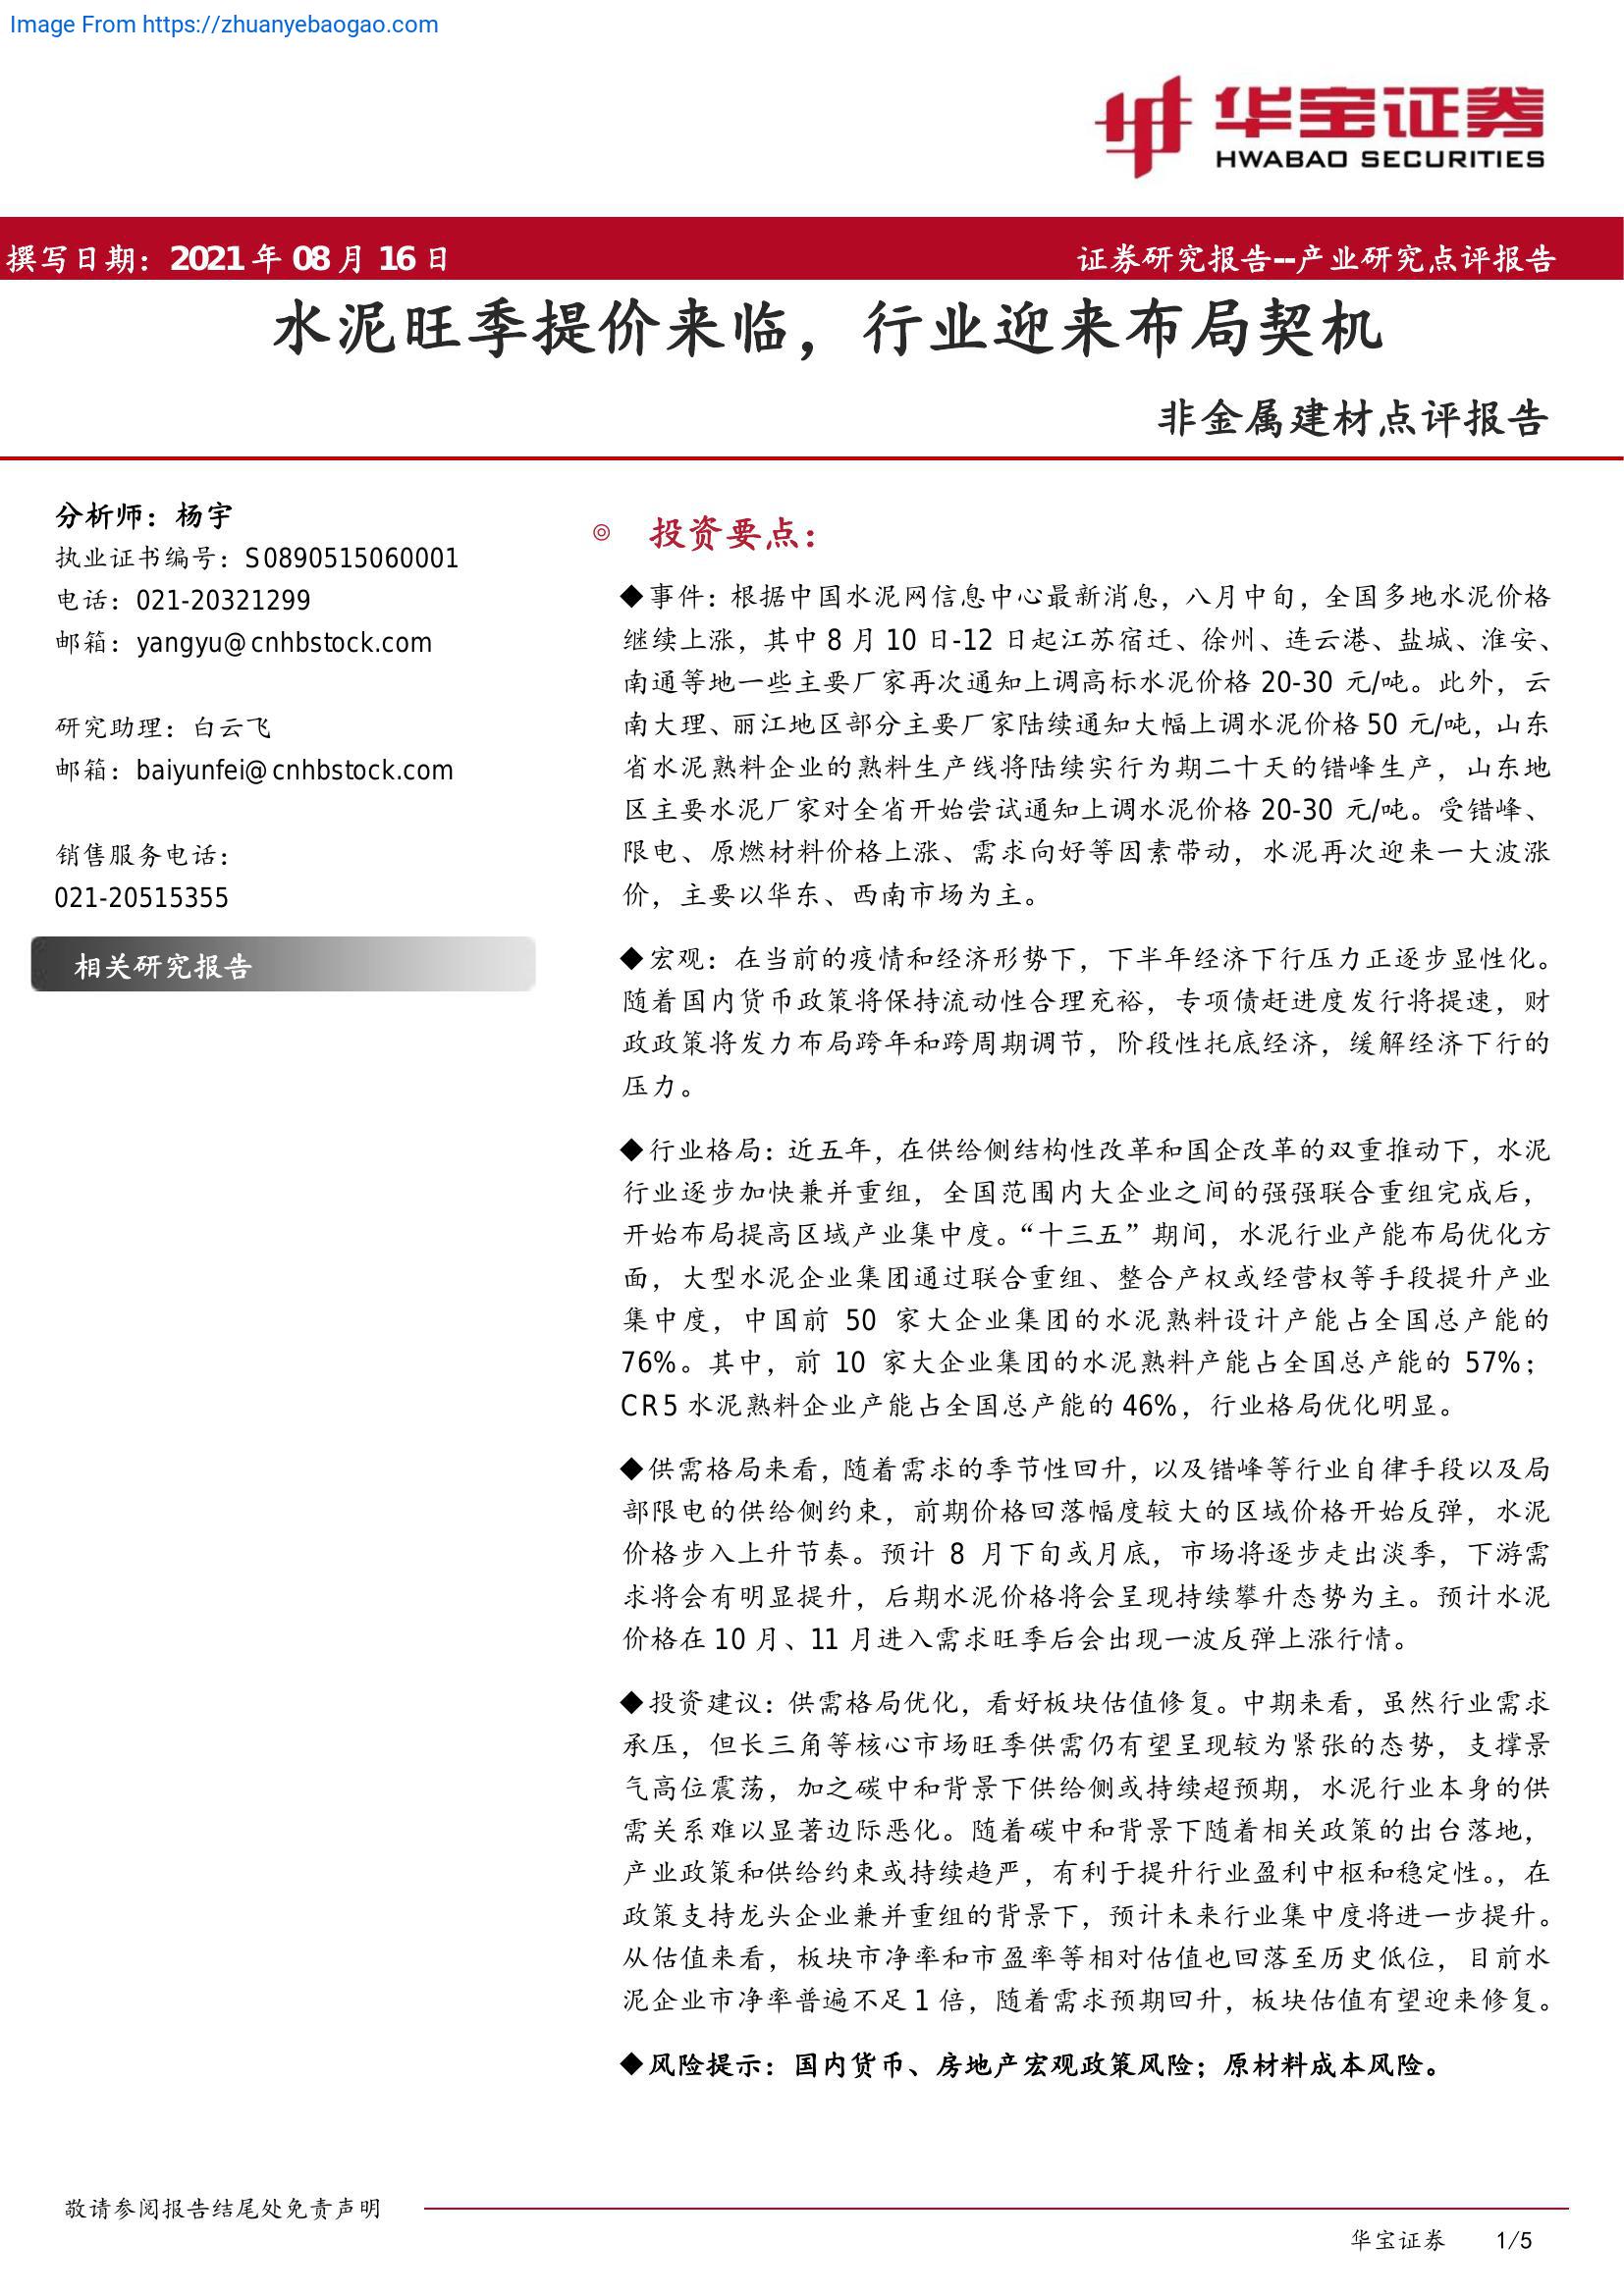 Image From https://zhuanyebaogao.com
华宝证券
HWABAO SECURITIES
撰写日期：2021 年 08 月 16 日
证券研究报告--产业研究点评报告
水泥旺季提价来临，行业迎来布局契机
非金属建材点评报告
分析师：杨宇
执业证书编号：S0890515060001
电话：021-20321299
邮箱：yangyu@cnhbstock.com
研究助理：白云飞
邮箱：baiyunfei@cnhbstock.com
销售服务电话：
021-20515355
相关研究报告
◎ 投资要点：
◆事件：根据中国水泥网信息中心最新消息，八月中旬，全国多地水泥价格
继续上涨，其中 8 月 10 日-12 日起江苏宿迁、徐州、连云港、盐城、淮安、
南通等地一些主要厂家再次通知上调高标水泥价格 20-30 元/吨。此外，云
南大理、丽江地区部分主要厂家陆续通知大幅上调水泥价格 50 元/吨，山东
省水泥熟料企业的熟料生产线将陆续实行为期二十天的错峰生产，山东地
区主要水泥厂家对全省开始尝试通知上调水泥价格 20-30 元/吨。受错峰、
限电、原燃材料价格上涨、需求向好等因素带动，水泥再次迎来一大波涨
价，主要以华东、西南市场为主。
◆宏观：在当前的疫情和经济形势下，下半年经济下行压力正逐步显性化。
随着国内货币政策将保持流动性合理充裕，专项债赶进度发行将提速，财
政政策将发力布局跨年和跨周期调节，阶段性托底经济，缓解经济下行的
压力。
◆行业格局：近五年，在供给侧结构性改革和国企改革的双重推动下，水泥
行业逐步加快兼并重组，全国范围内大企业之间的强强联合重组完成后，
开始布局提高区域产业集中度。“十三五”期间，水泥行业产能布局优化方
面，大型水泥企业集团通过联合重组、整合产权或经营权等手段提升产业
集中度，中国前 50 家大企业集团的水泥熟料设计产能占全国总产能的
76%。其中，前 10 家大企业集团的水泥熟料产能占全国总产能的 57%；
CR5 水泥熟料企业产能占全国总产能的 46%，行业格局优化明显。
◆供需格局来看，随着需求的季节性回升，以及错峰等行业自律手段以及局
部限电的供给侧约束，前期价格回落幅度较大的区域价格开始反弹，水泥
价格步入上升节奏。预计 8 月下旬或月底，市场将逐步走出淡季，下游需
求将会有明显提升，后期水泥价格将会呈现持续攀升态势为主。预计水泥
价格在 10 月、11 月进入需求旺季后会出现一波反弹上涨行情。
◆投资建议：供需格局优化，看好板块估值修复。中期来看，虽然行业需求
承压，但长三角等核心市场旺季供需仍有望呈现较为紧张的态势，支撑景
气高位震荡，加之碳中和背景下供给侧或持续超预期，水泥行业本身的供
需关系难以显著边际恶化。随着碳中和背景下随着相关政策的出台落地，
产业政策和供给约束或持续趋严，有利于提升行业盈利中枢和稳定性。，在
政策支持龙头企业兼并重组的背景下，预计未来行业集中度将进一步提升。
从估值来看，板块市净率和市盈率等相对估值也回落至历史低位，目前水
泥企业市净率普遍不足 1 倍，随着需求预期回升，板块估值有望迎来修复。
◆风险提示：国内货币、房地产宏观政策风险；原材料成本风险。
敬请参阅报告结尾处免责声明
华宝证券 1/5